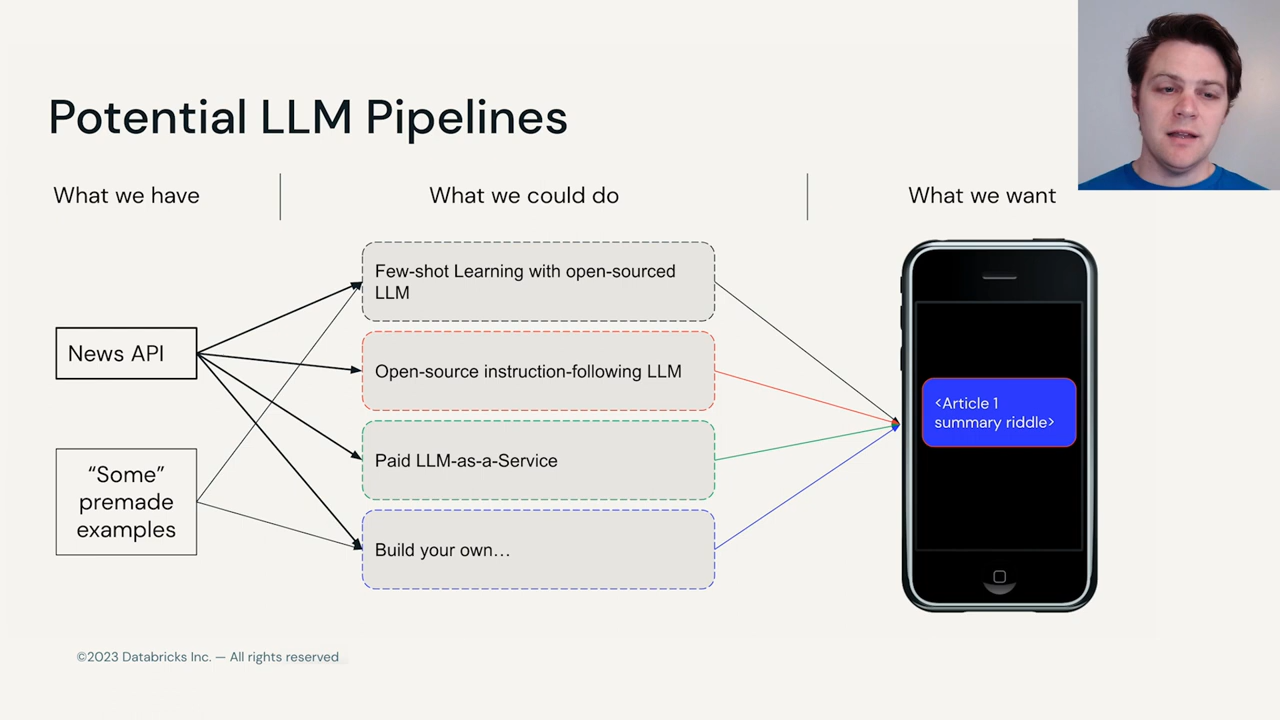 Potential LLM Pipelines
What we have
What we could do
What we want
News API
“Some”
premade
examples
Few-shot Learning with open-sourced
LLM
Open-source instruction-following LLM
Paid LLM-as-a-Service
Build your own…
<Article 1
summary riddle>
©2023 Databricks Inc. — All rights reserved